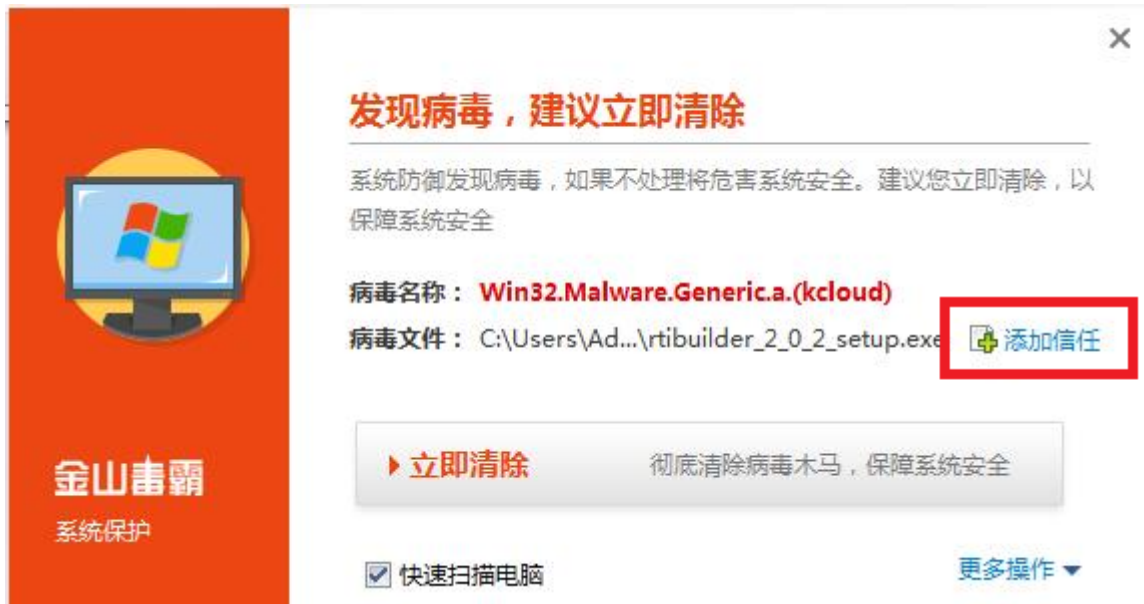 发现病毒，建议立即清除
系统防御发现病毒，如果不处理将危害系统安全。建议您立即清除，以
保障系统安全
病毒名称： Win32.Malware.Generic.a.(kcloud)
病毒文件： C:\Users\Ad...\rtibuilder_2_0_2_setup.exe 添加信任
立即清除 彻底清除病毒木马，保障系统安全
金山毒霸
系统保护
快速扫描电脑 更多操作